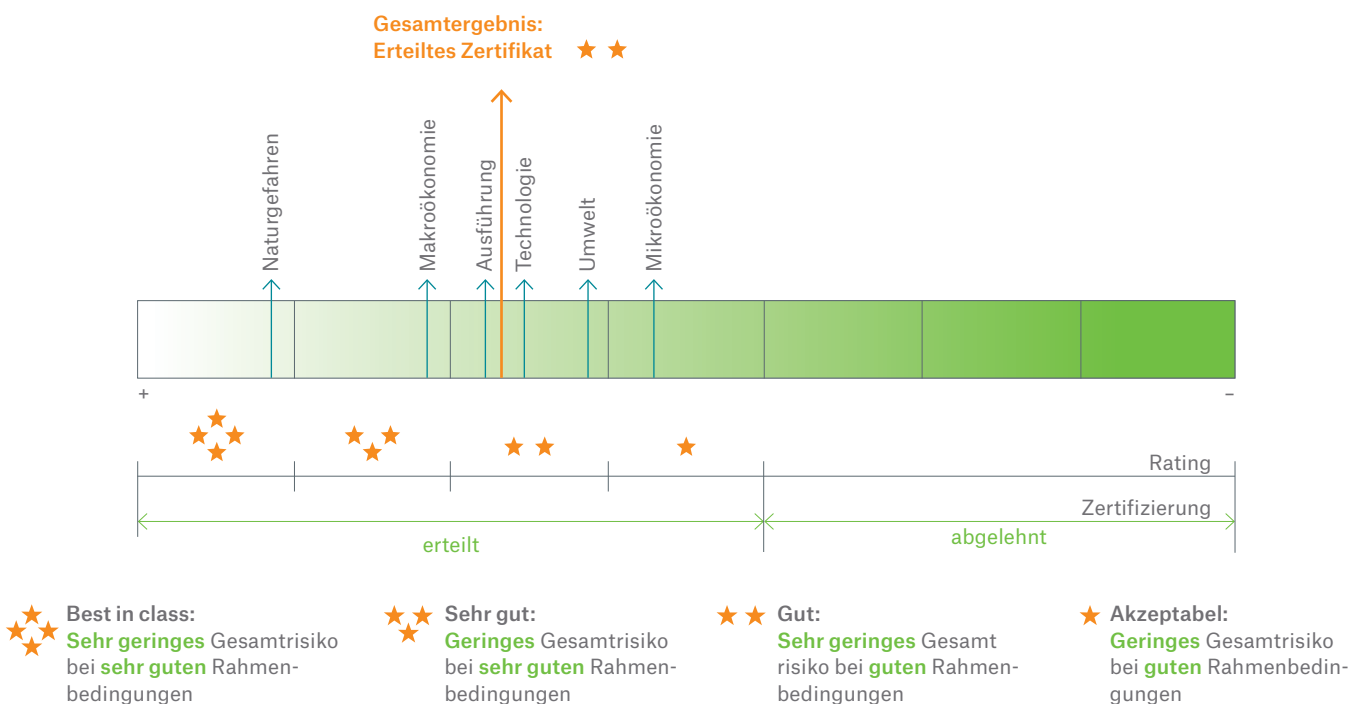 Gesamtergebnis:
Erteiltes Zertifikat
Naturgefahren
Makroökonomie
Ausführung
Technologie
Umwelt
Mikroökonomie
+
–
Rating
Zertifizierung
erteilt
abgelehnt
Best in class:
Sehr geringes Gesamtrisiko
bei sehr guten Rahmen-
bedingungen
Sehr gut:
Geringes Gesamtrisiko
bei sehr guten Rahmen-
bedingungen
Gut:
Sehr geringes Gesamt
risiko bei guten Rahmen-
bedingungen
Akzeptabel:
Geringes Gesamtrisiko
bei guten Rahmenbedin-
gungen